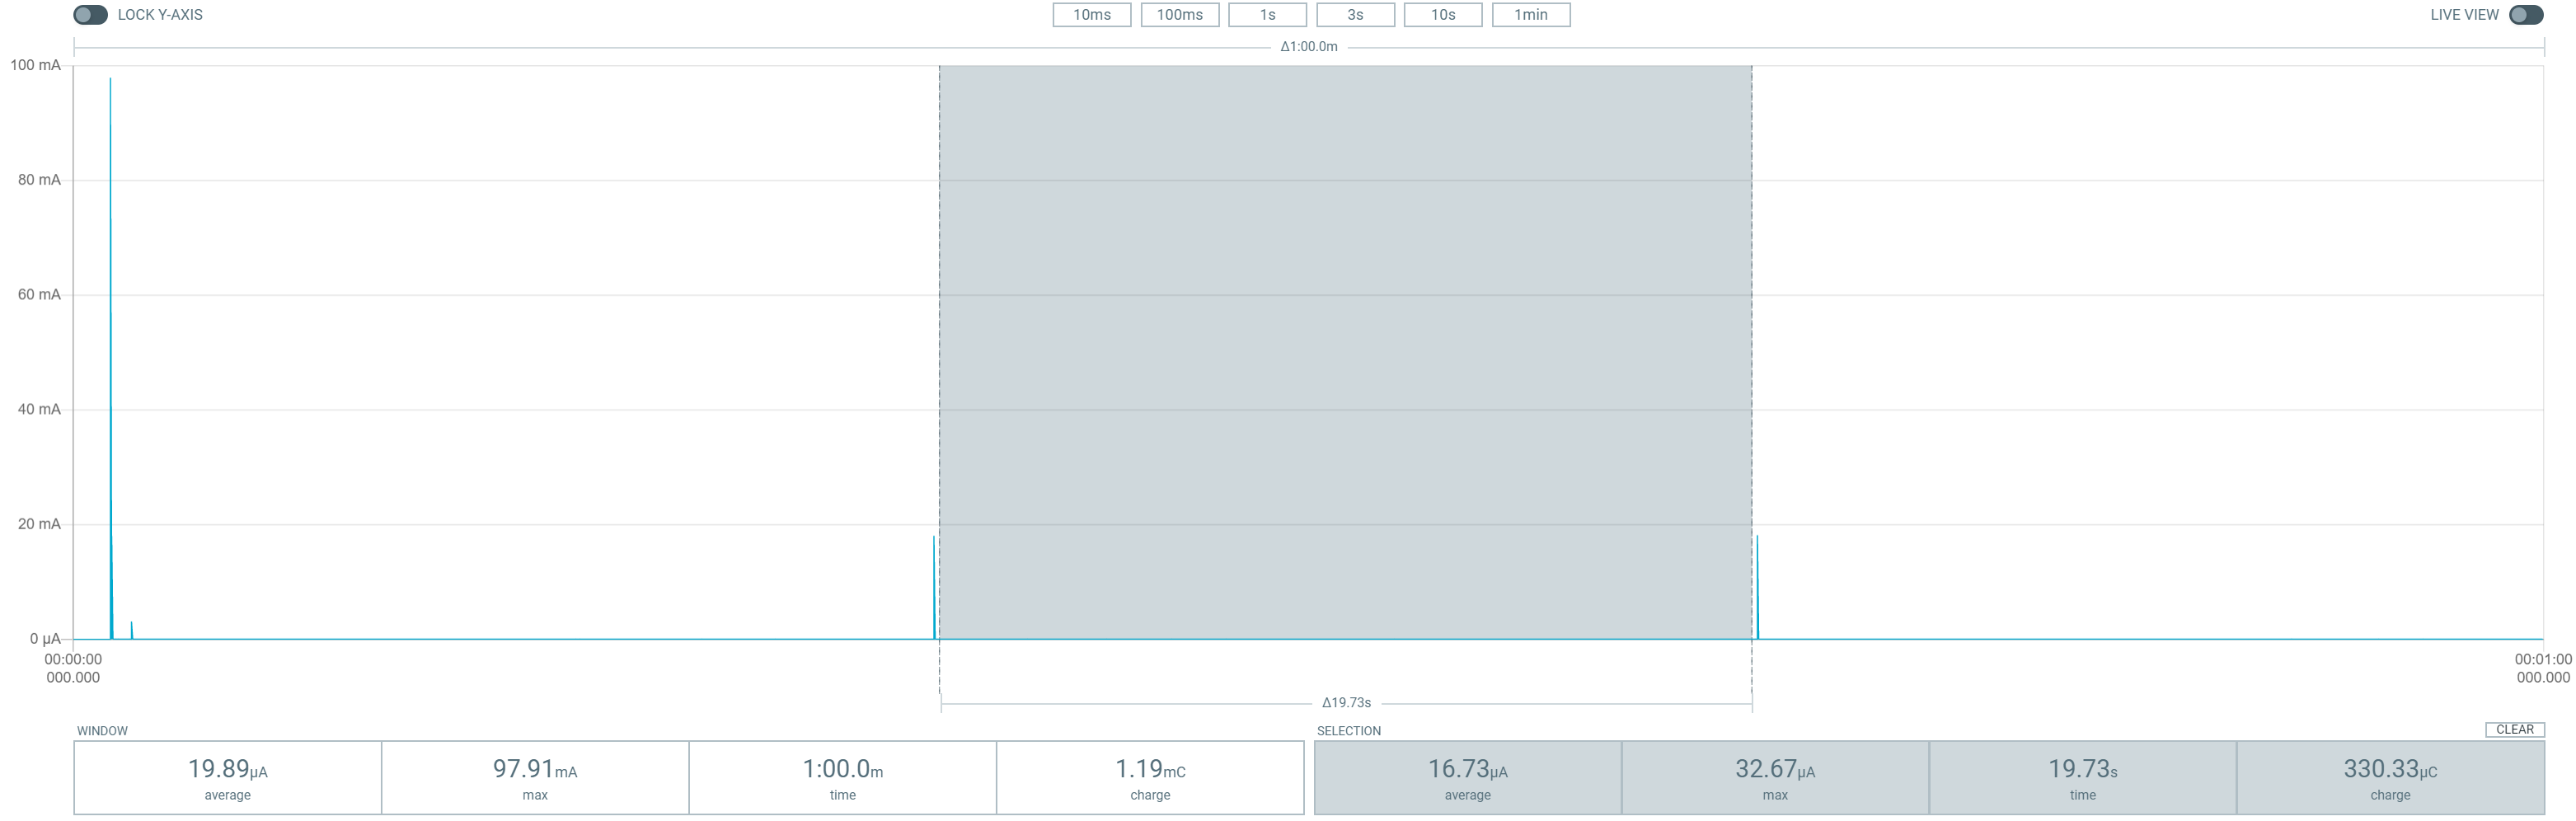 LOCK Y-AXIS 10ms 100ms 1s 3s 10s 1min LIVE VIEW
Δ1:00.0m
100 mA
80 mA
60 mA
40 mA
20 mA
0 µA
00:00:00 00:01:00
000.000 000.000
Δ19.73s
WINDOW SELECTION CLEAR
19.89µA 97.91mA 1:00.0m 1.19mC 16.73µA 32.67µA 19.73s 330.33µC
average max time charge average max time charge